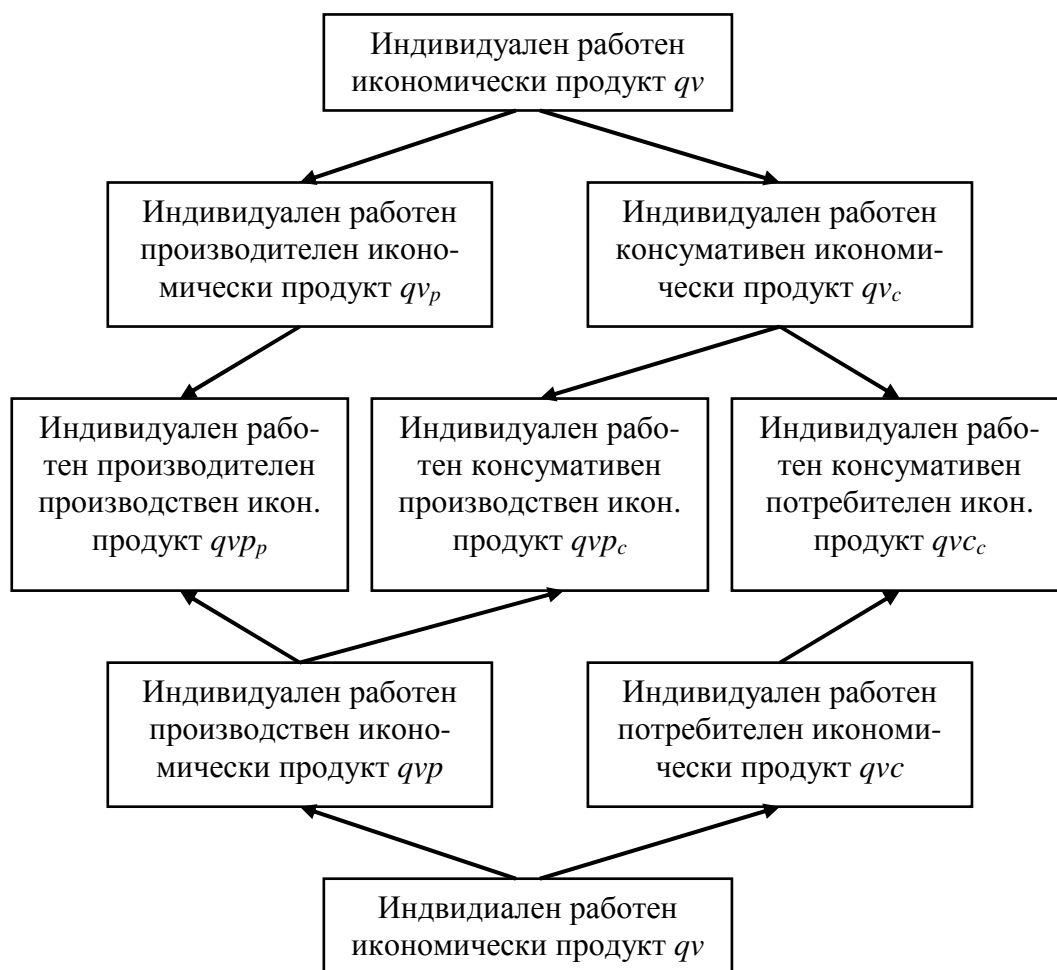 Индивидуален работен
икономически продукт qv
Индивидуален работен
производителен иконо-
мически продукт qvp
Индивидуален работен
консумативен икономи-
чески продукт qvc
Индивидуален рабо-
тен производителен
производствен икон.
продукт qvpp
Индивидуален рабо-
тен консумативен
производствен икон.
продукт qvpc
Индивидуален рабо-
тен консумативен
потребителен икон.
продукт qvcc
Индивидуален работен
производствен иконо-
мически продукт qvp
Индивидуален работен
потребителен икономи-
чески продукт qvc
Индвидиален работен
икономически продукт qv